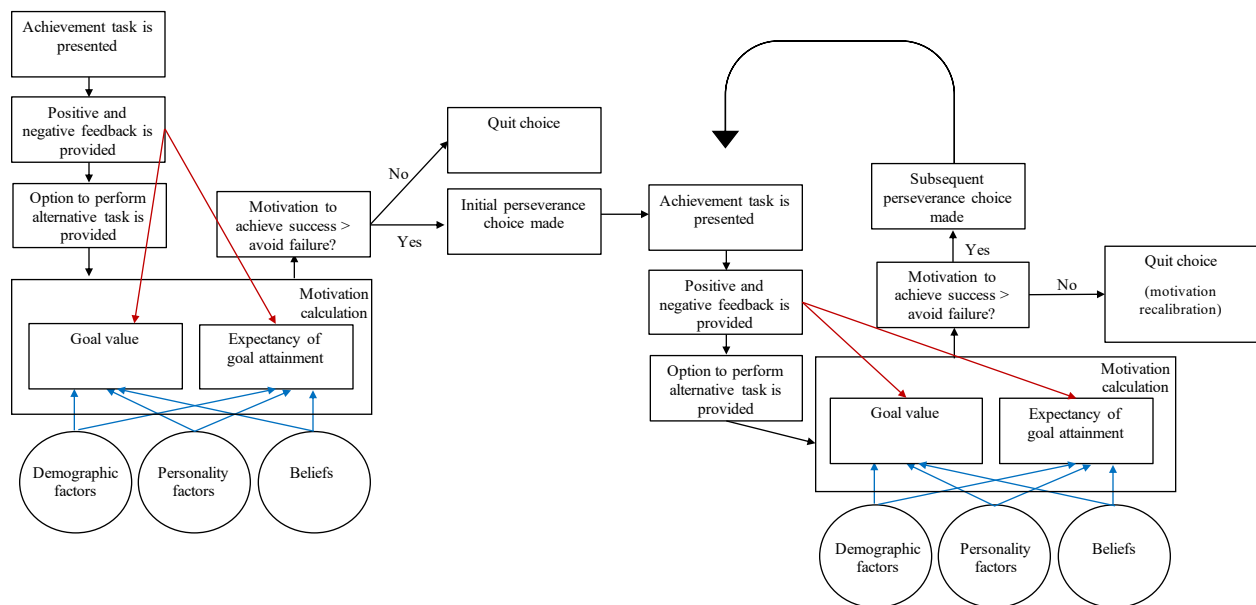 Achievement task is
presented
Positive and
negative feedback is
provided
Option to perform
alternative task is
provided
Motivation
calculation
Goal value
Expectancy of
goal attainment
Demographic
factors
Personality
factors
Beliefs
Motivation to
achieve success >
avoid failure?
No
Yes
Quit choice
Initial perseverance
choice made
Achievement task is
presented
Positive and
negative feedback is
provided
Option to perform
alternative task is
provided
Motivation
calculation
Goal value
Expectancy of
goal attainment
Demographic
factors
Personality
factors
Beliefs
Motivation to
achieve success >
avoid failure?
Yes
No
Subsequent
perseverance choice
made
Quit choice
(motivation
recalibration)